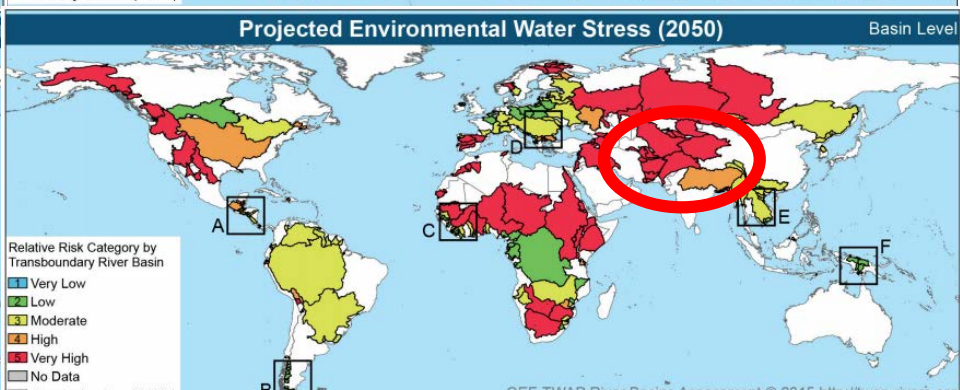 Projected Environmental Water Stress (2050)
Basin Level
A
B
C
D
E
F
Relative Risk Category by
Transboundary River Basin
1 Very Low
2 Low
3 Moderate
4 High
5 Very High
No Data